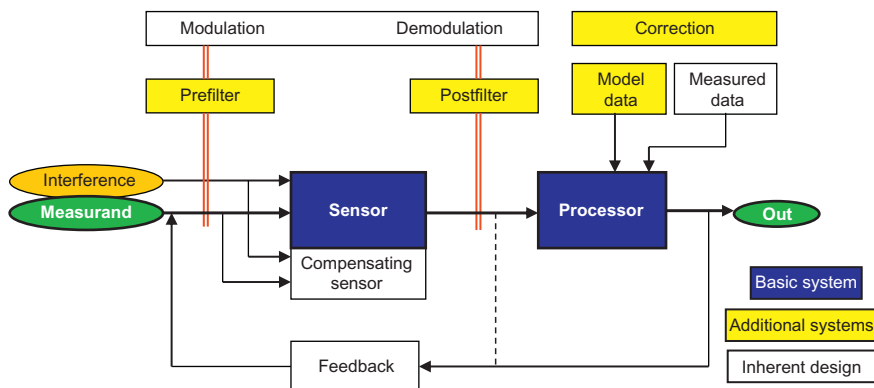 Modulation Demodulation
Correction
Prefilter
Postfilter
Model
data
Measured
data
Interference
Measurand
Sensor
Processor
Out
Compensating
sensor
Feedback
Basic system
Additional systems
Inherent design